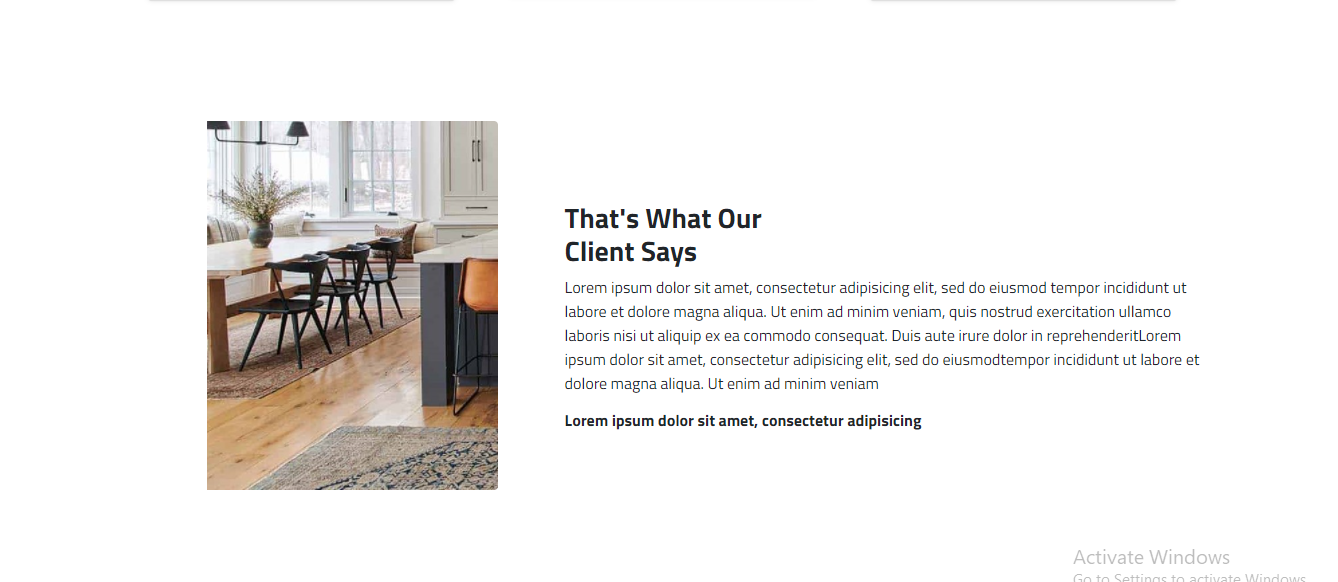 That's What Our
Client Says
Lorem ipsum dolor sit amet, consectetur adipisicing elit, sed do eiusmod tempor incididunt ut
labore et dolore magna aliqua. Ut enim ad minim veniam, quis nostrud exercitation ullamco
laboris nisi ut aliquip ex ea commodo consequat. Duis aute irure dolor in reprehenderitLorem
ipsum dolor sit amet, consectetur adipisicing elit, sed do eiusmodtempor incididunt ut labore et
dolore magna aliqua. Ut enim ad minim veniam
Lorem ipsum dolor sit amet, consectetur adipisicing
Activate Windows
Go to Settings to activate Windows.